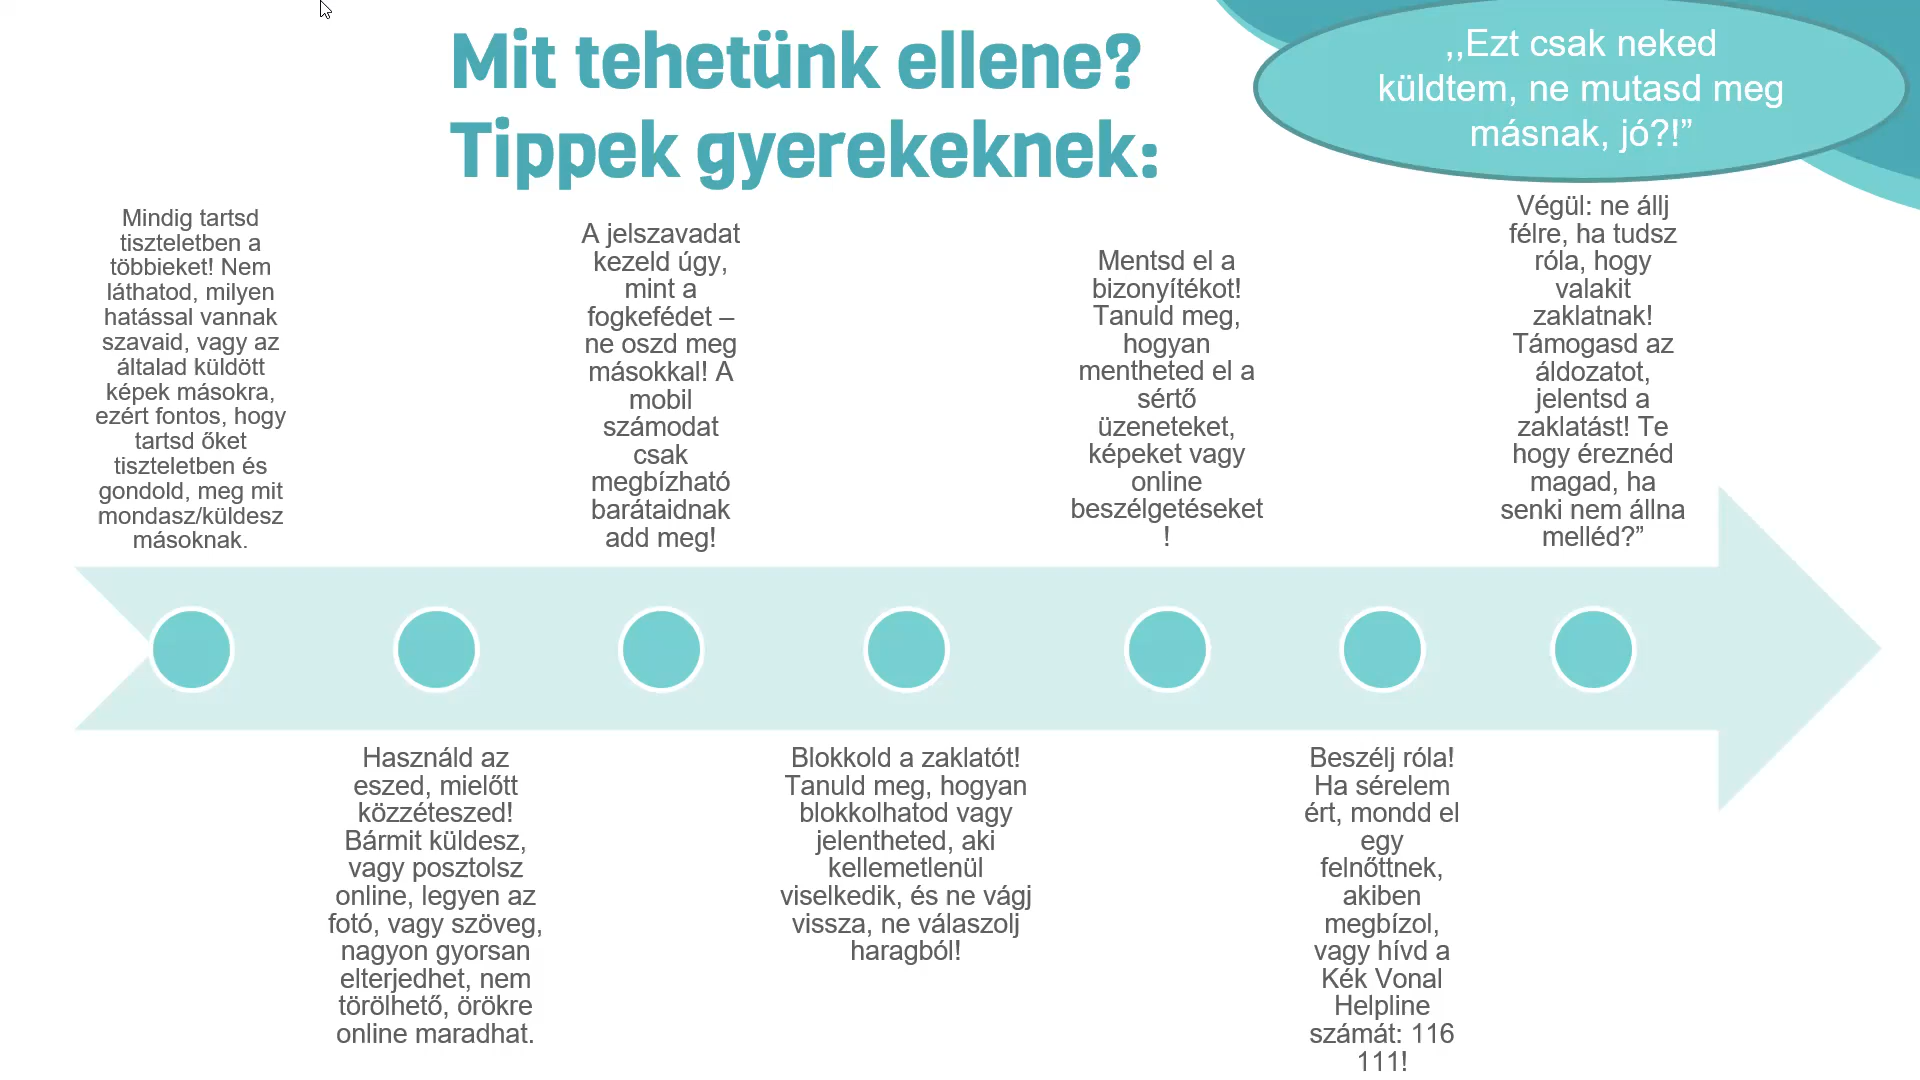 Mit tehetünk ellene?
Tippek gyerekeknek:
,,Ezt csak neked
küldtem, ne mutasd meg
másnak, jó?!”
Mindig tartsd
tiszteletben a
többieket! Nem
láthatod, milyen
hatással vannak
szavaid, vagy az
általad küldött
képek másokra,
ezért fontos, hogy
tartsd őket
tiszteletben és
gondold, meg mit
mondasz/küldesz
másoknak.
Használd az
eszed, mielőtt
közzéteszed!
Bármit küldesz,
vagy posztolsz
online, legyen az
fotó, vagy szöveg,
nagyon gyorsan
elterjedhet, nem
törölhető, örökre
online maradhat.
A jelszavadat
kezeld úgy,
mint a
fogkefédet –
ne oszd meg
másokkal! A
mobil
számodat
csak
megbízható
barátaidnak
add meg!
Blokkold a zaklatót!
Tanuld meg, hogyan
blokkolhatod vagy
jelentheted, aki
kellemetlenül
viselkedik, és ne vágj
vissza, ne válaszolj
haragból!
Mentsd el a
bizonyítékot!
Tanuld meg,
hogyan
mentheted el a
sértő
üzeneteket,
képeket vagy
online
beszélgetéseket
!
Beszélj róla!
Ha sérelem
ért, mondd el
egy
felnőttnek,
akiben
megbízol,
vagy hívd a
Kék Vonal
Helpline
számát: 116
111!
Végül: ne állj
félre, ha tudsz
róla, hogy
valakit
zaklatnak!
Támogasd az
áldozatot,
jelentsd a
zaklatást! Te
hogy éreznéd
magad, ha
senki nem állna
melléd?”